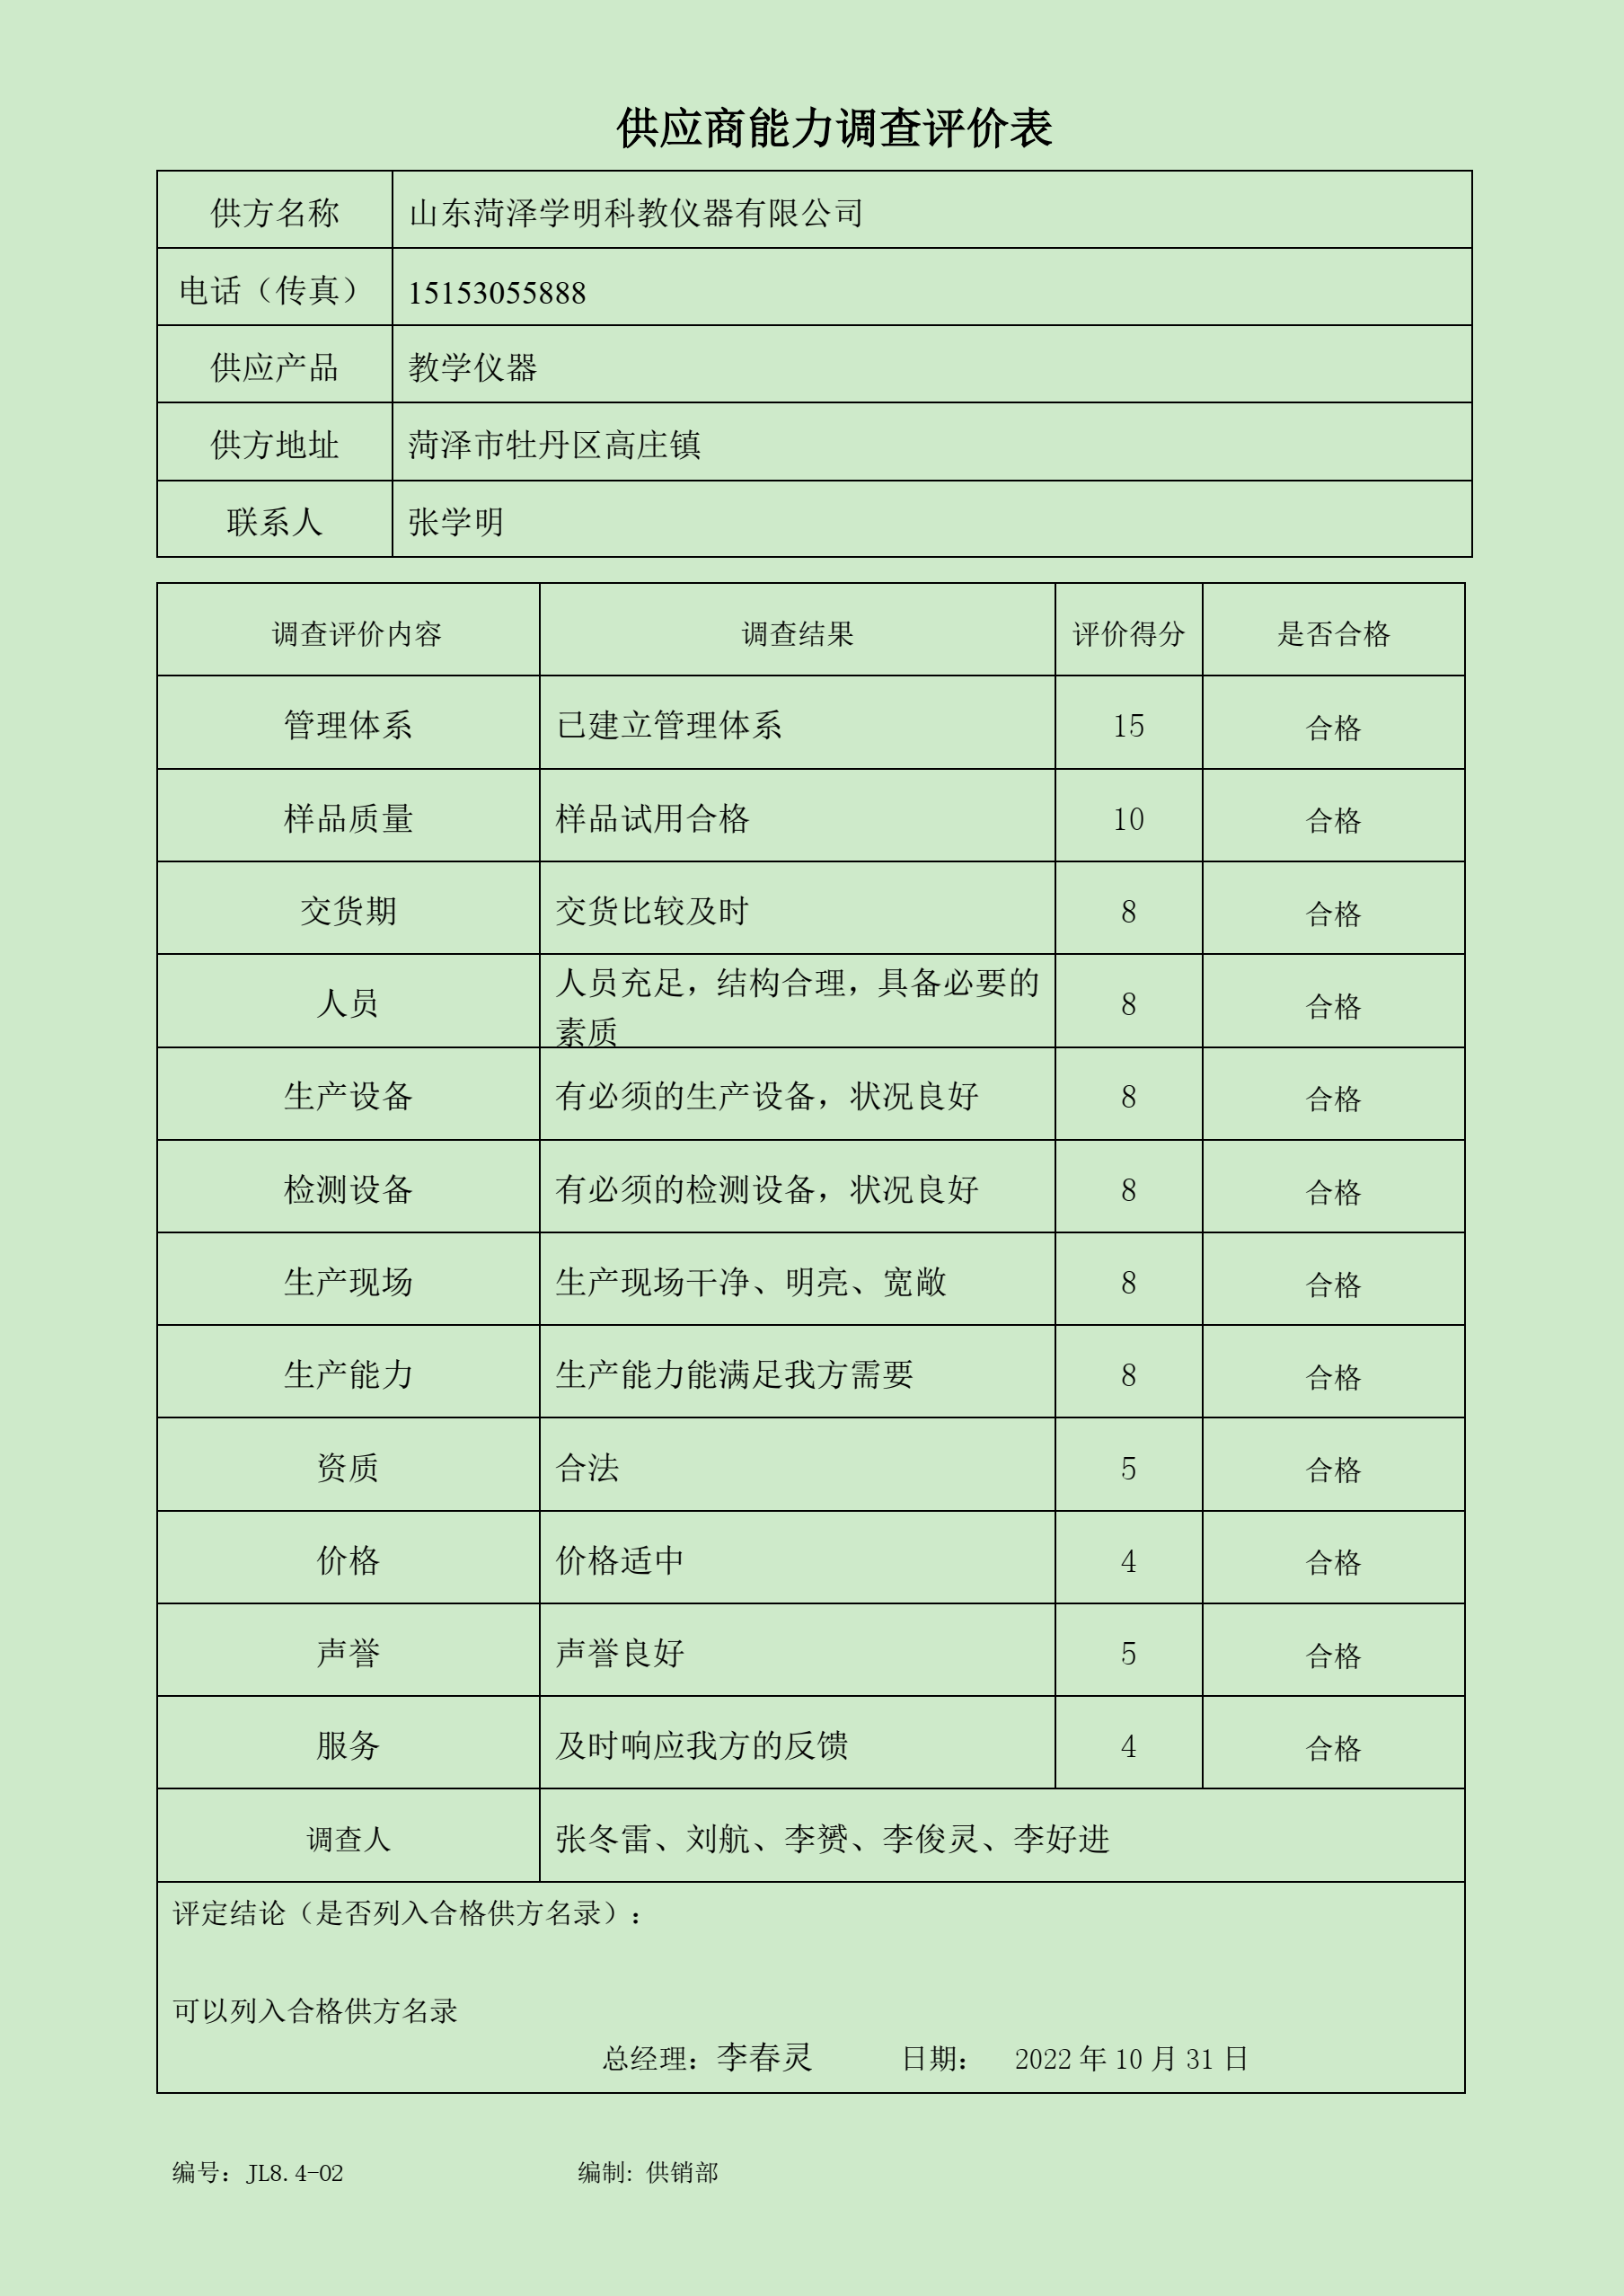 供应商能力调查评价表
供方名称 山东菏泽学明科教仪器有限公司
电话（传真） 15153055888
供应产品 教学仪器
供方地址 菏泽市牡丹区高庄镇
联系人 张学明
调查评价内容 调查结果 评价得分 是否合格
管理体系 已建立管理体系 15 合格
样品质量 样品试用合格 10 合格
交货期 交货比较及时 8 合格
人员 人员充足，结构合理，具备必要的 8 合格
素质
生产设备 有必须的生产设备，状况良好 8 合格
检测设备 有必须的检测设备，状况良好 8 合格
生产现场 生产现场干净、明亮、宽敞 8 合格
生产能力 生产能力能满足我方需要 8 合格
资质 合法 5 合格
价格 价格适中 4 合格
声誉 声誉良好 5 合格
服务 及时响应我方的反馈 4 合格
调查人 张冬雷、刘航、李赟、李俊灵、李好进
评定结论（是否列入合格供方名录）：
可以列入合格供方名录
总经理：李春灵 日期： 2022 年 10 月 31 日
编号：JL8.4-02 编制: 供销部